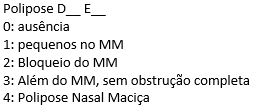 Polipose D__ E__
0: ausência
1: pequenos no MM
2: Bloqueio do MM
3: Além do MM, sem obstrução completa
4: Polipose Nasal Maciça